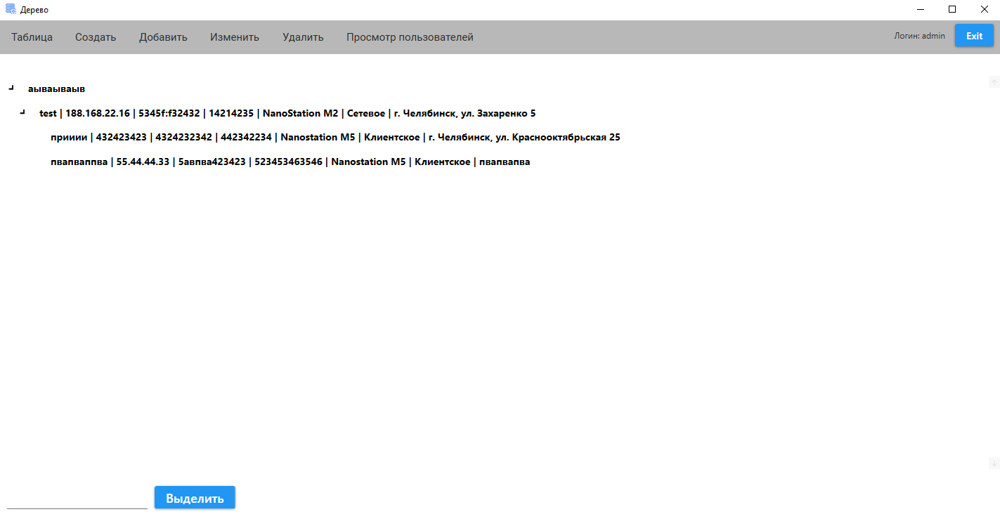 Дерево
Таблица Создать Добавить Изменить Удалить Просмотр пользователей Логин: admin Exit
аываываыв
test | 188.168.22.16 | 5345f:f32432 | 14214235 | NanoStation M2 | Сетевое | г. Челябинск, ул. Захаренко 5
прииии | 432423423 | 4324232342 | 442342234 | Nanostation M5 | Клиентское | г. Челябинск, ул. Краснооктябрьская 25
пвапваппва | 55.44.44.33 | 5авпва423423 | 523453463546 | Nanostation M5 | Клиентское | пвапвапва
Выделить